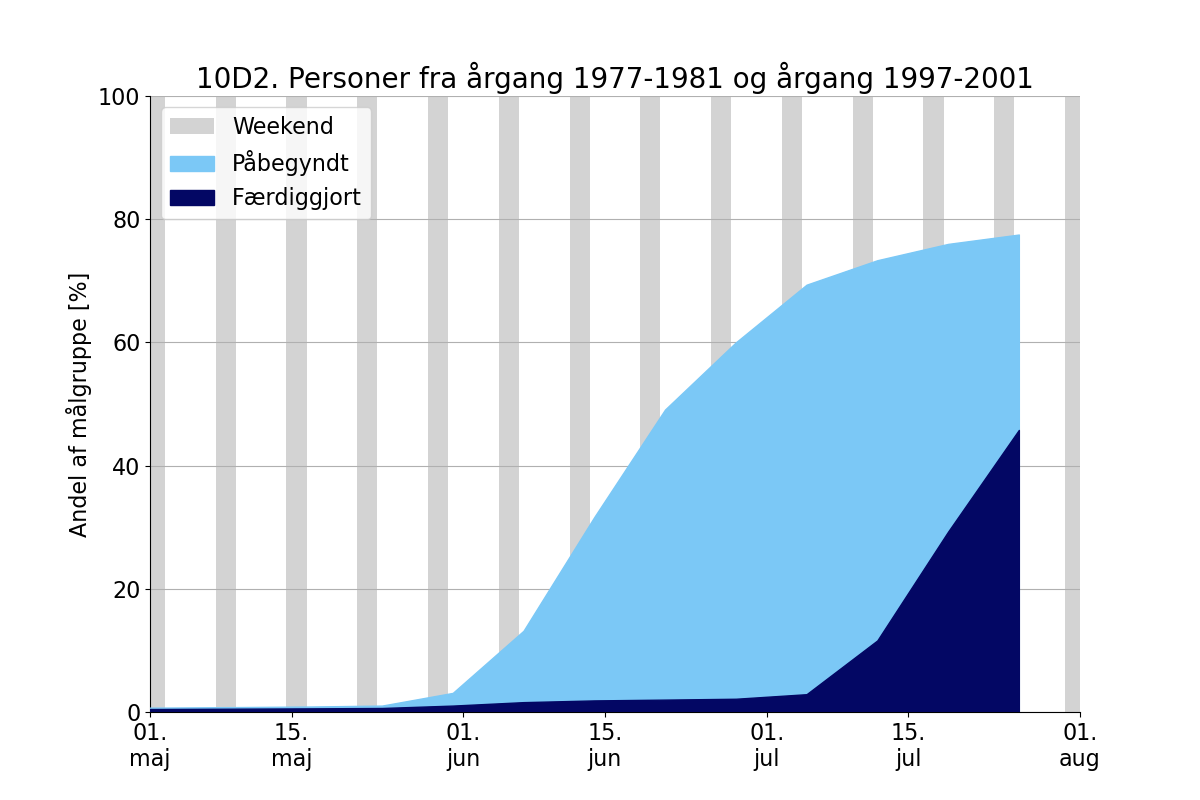 10D2. Personer fra årgang 1977-1981 og årgang 1997-2001
Andel af målgruppe [%]
100
80
60
40
20
0
Weekend
Påbegyndt
Færdiggjort
01. 15. 01. 15. 01. 15. 01.
maj maj jun jun jul jul aug